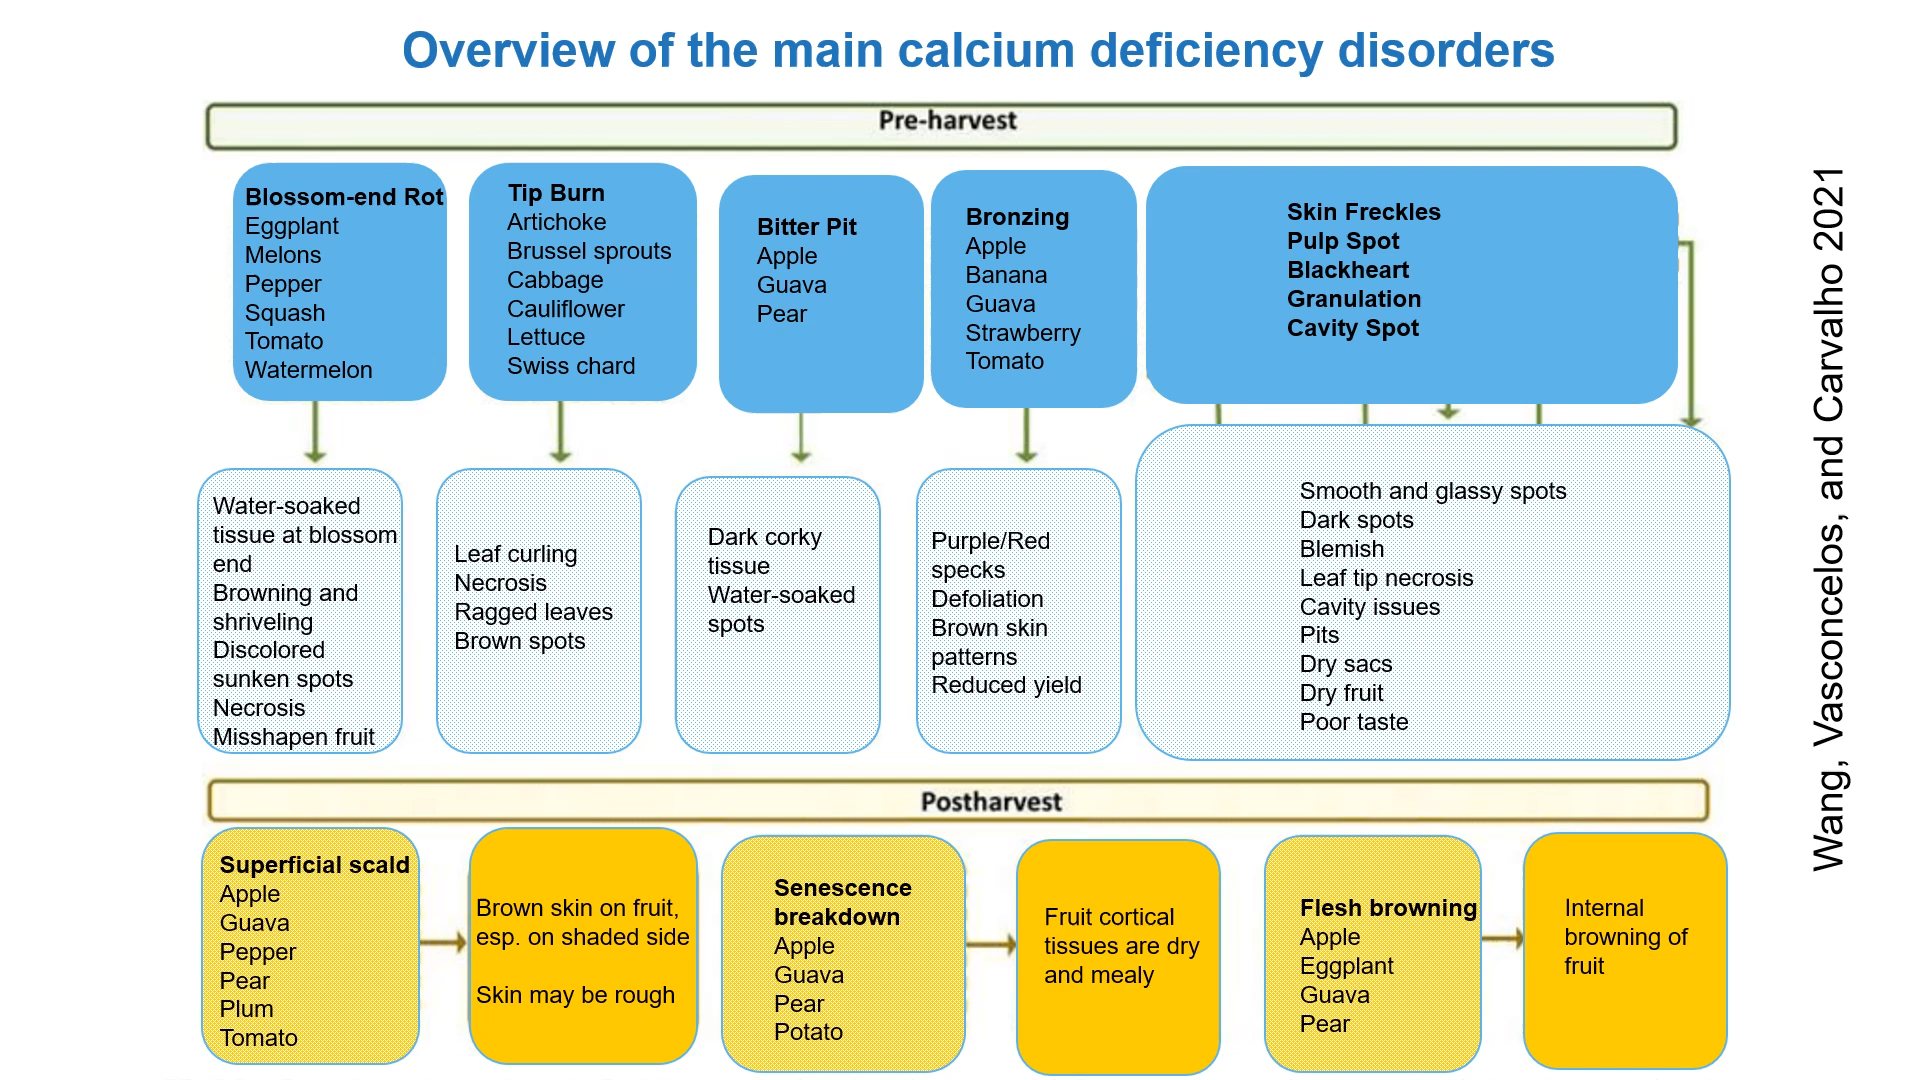 Overview of the main calcium deficiency disorders
Pre-harvest
Blossom-end Rot
Eggplant
Melons
Pepper
Squash
Tomato
Watermelon
Tip Burn
Artichoke
Brussel sprouts
Cabbage
Cauliflower
Lettuce
Swiss chard
Bitter Pit
Apple
Guava
Pear
Bronzing
Apple
Banana
Guava
Strawberry
Tomato
Skin Freckles
Pulp Spot
Blackheart
Granulation
Cavity Spot
Water-soaked
tissue at blossom
end
Browning and
shriveling
Discolored
sunken spots
Necrosis
Misshapen fruit
Leaf curling
Necrosis
Ragged leaves
Brown spots
Dark corky
tissue
Water-soaked
spots
Purple/Red
specks
Defoliation
Brown skin
patterns
Reduced yield
Smooth and glassy spots
Dark spots
Blemish
Leaf tip necrosis
Cavity issues
Pits
Dry sacs
Dry fruit
Poor taste
Postharvest
Superficial scald
Apple
Guava
Pepper
Pear
Plum
Tomato
Brown skin on fruit,
esp. on shaded side
Skin may be rough
Senescence
breakdown
Apple
Guava
Pear
Potato
Fruit cortical
tissues are dry
and mealy
Flesh browning
Apple
Eggplant
Guava
Pear
Internal
browning of
fruit
Wang, Vasconcelos, and Carvalho 2021